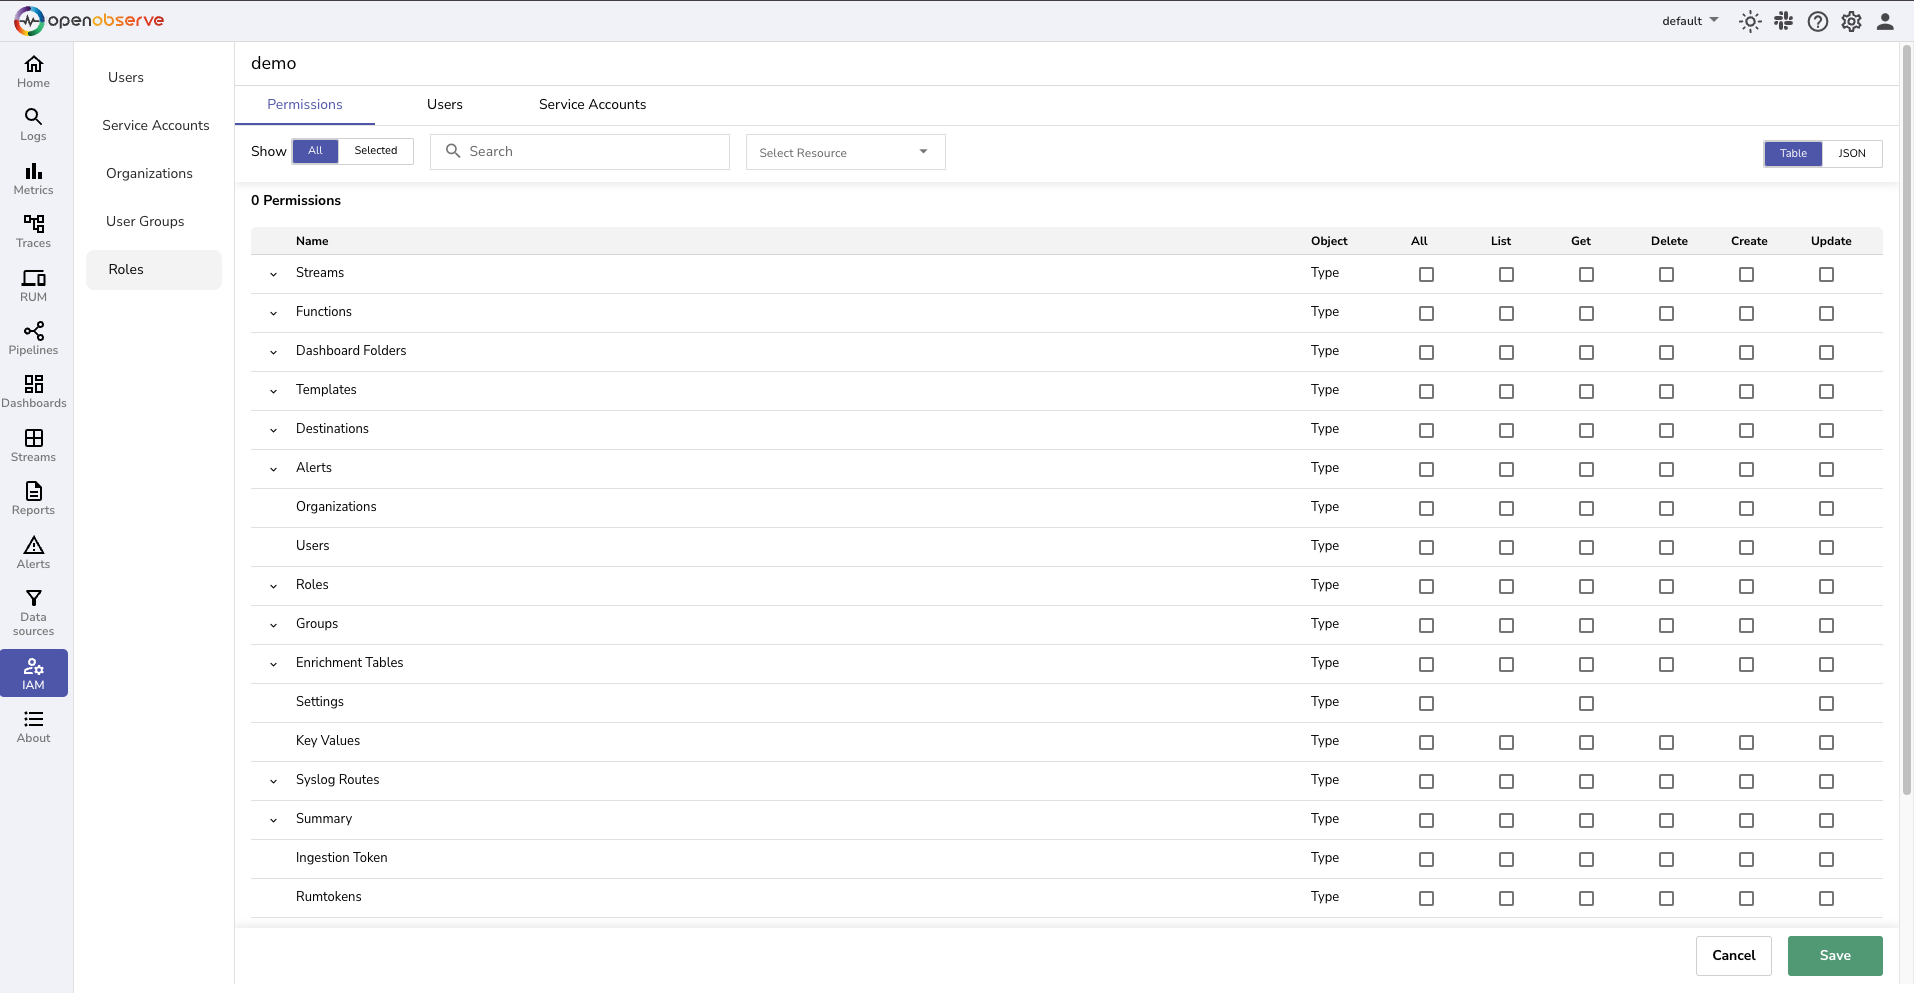 openobserve
default
Home
Logs
Metrics
Traces
RUM
Pipelines
Dashboards
Streams
Reports
Alerts
Data
sources
IAM
About
Users
Service Accounts
Organizations
User Groups
Roles
demo
Permissions Users Service Accounts
Show All Selected Search Select Resource Table JSON
0 Permissions
Name Object All List Get Delete Create Update
Streams Type
Functions Type
Dashboard Folders Type
Templates Type
Destinations Type
Alerts Type
Organizations Type
Users Type
Roles Type
Groups Type
Enrichment Tables Type
Settings Type
Key Values Type
Syslog Routes Type
Summary Type
Ingestion Token Type
Rumtokens Type
Cancel Save